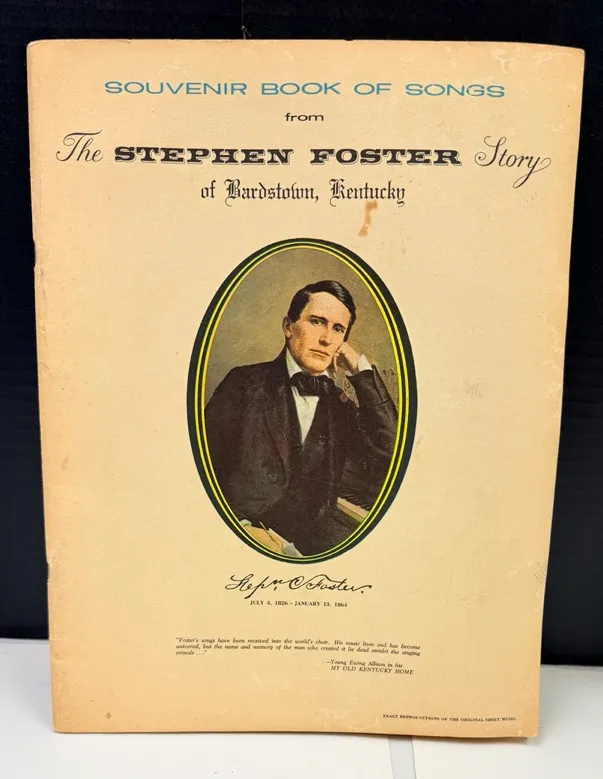 SOUVENIR BOOK OF SONGS
from
The STEPHEN FOSTER Story
of Bardstown, Kentucky
Stepn. C Foster.
JULY 4, 1826 – JANUARY 13, 1864
"Foster's songs have been received into the world's choir. His music lives and has become
universal, but the name and memory of the man who created it lie dead amidst the singing
crowds . . ."
—Young Ewing Allison in his
MY OLD KENTUCKY HOME
EXACT REPRODUCTIONS OF THE ORIGINAL SHEET MUSIC.